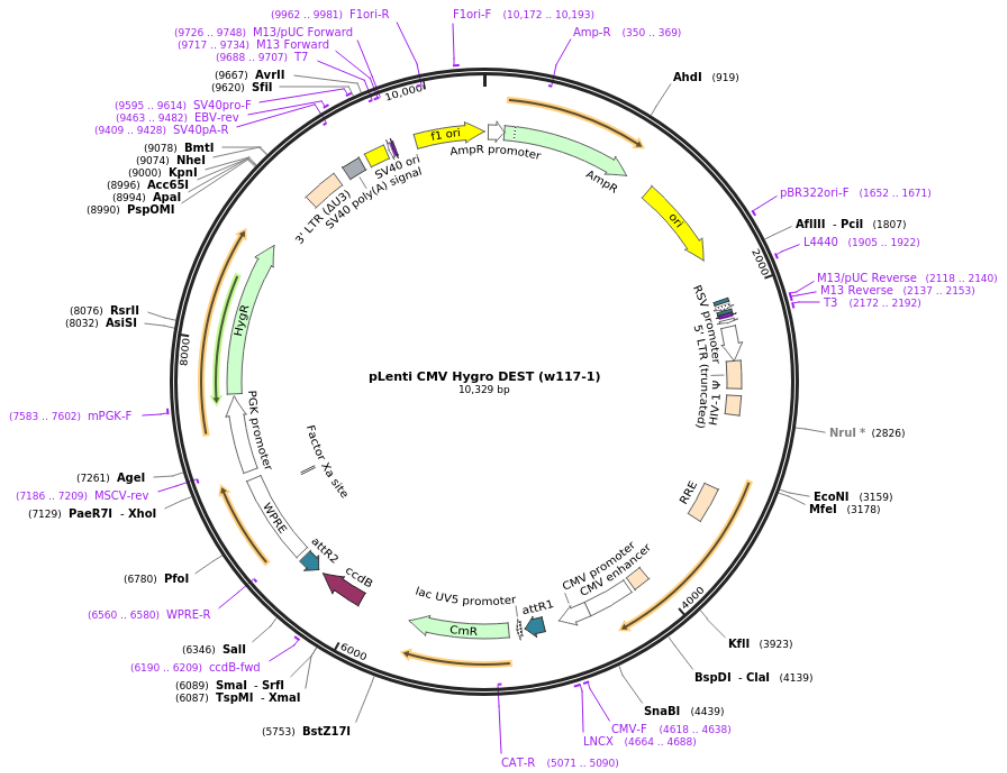 (9962 .. 9981) F1ori-R
F1ori-F (10,172 .. 10,193)
(9726 .. 9748) M13/pUC Forward
(9717 .. 9734) M13 Forward
(9688 .. 9707) T7
Amp-R (350 .. 369)
(9667) AvrII
(9620) SfiI
AhdI (919)
(9595 .. 9614) SV40pro-F
(9463 .. 9482) EBV-rev
(9409 .. 9428) SV40pA-R
(9078) BmtI
(9074) NheI
(9000) KpnI
(8996) Acc65I
(8994) ApaI
(8990) PspOMI
10,000
f1 ori
AmpR promoter
AmpR
SV40 ori
SV40 poly(A) signal
3' LTR (ΔU3)
ori
pBR322ori-F (1652 .. 1671)
AflIII - PciI (1807)
L4440 (1905 .. 1922)
2000
M13/pUC Reverse (2118 .. 2140)
M13 Reverse (2137 .. 2153)
T3 (2172 .. 2192)
RSV promoter
5' LTR (truncated)
HIV-1 Ψ
(8076) RsrII
(8032) AsiSI
8000
HygR
pLenti CMV Hygro DEST (w117-1)
10,329 bp
(7583 .. 7602) mPGK-F
PGK promoter
NruI * (2826)
Factor Xa site
(7261) AgeI
(7186 .. 7209) MSCV-rev
(7129) PaeR7I - XhoI
EcoNI (3159)
MfeI (3178)
RRE
WPRE
attR2
ccdB
lac UV5 promoter
attR1
CMV promoter
CMV enhancer
CmR
(6780) PfoI
(6560 .. 6580) WPRE-R
4000
KflI (3923)
(6346) SalI
(6190 .. 6209) ccdB-fwd
6000
BspDI - ClaI (4139)
(6089) SmaI - SrfI
(6087) TspMI - XmaI
SnaBI (4439)
(5753) BstZ17I
CMV-F (4618 .. 4638)
LNCX (4664 .. 4688)
CAT-R (5071 .. 5090)